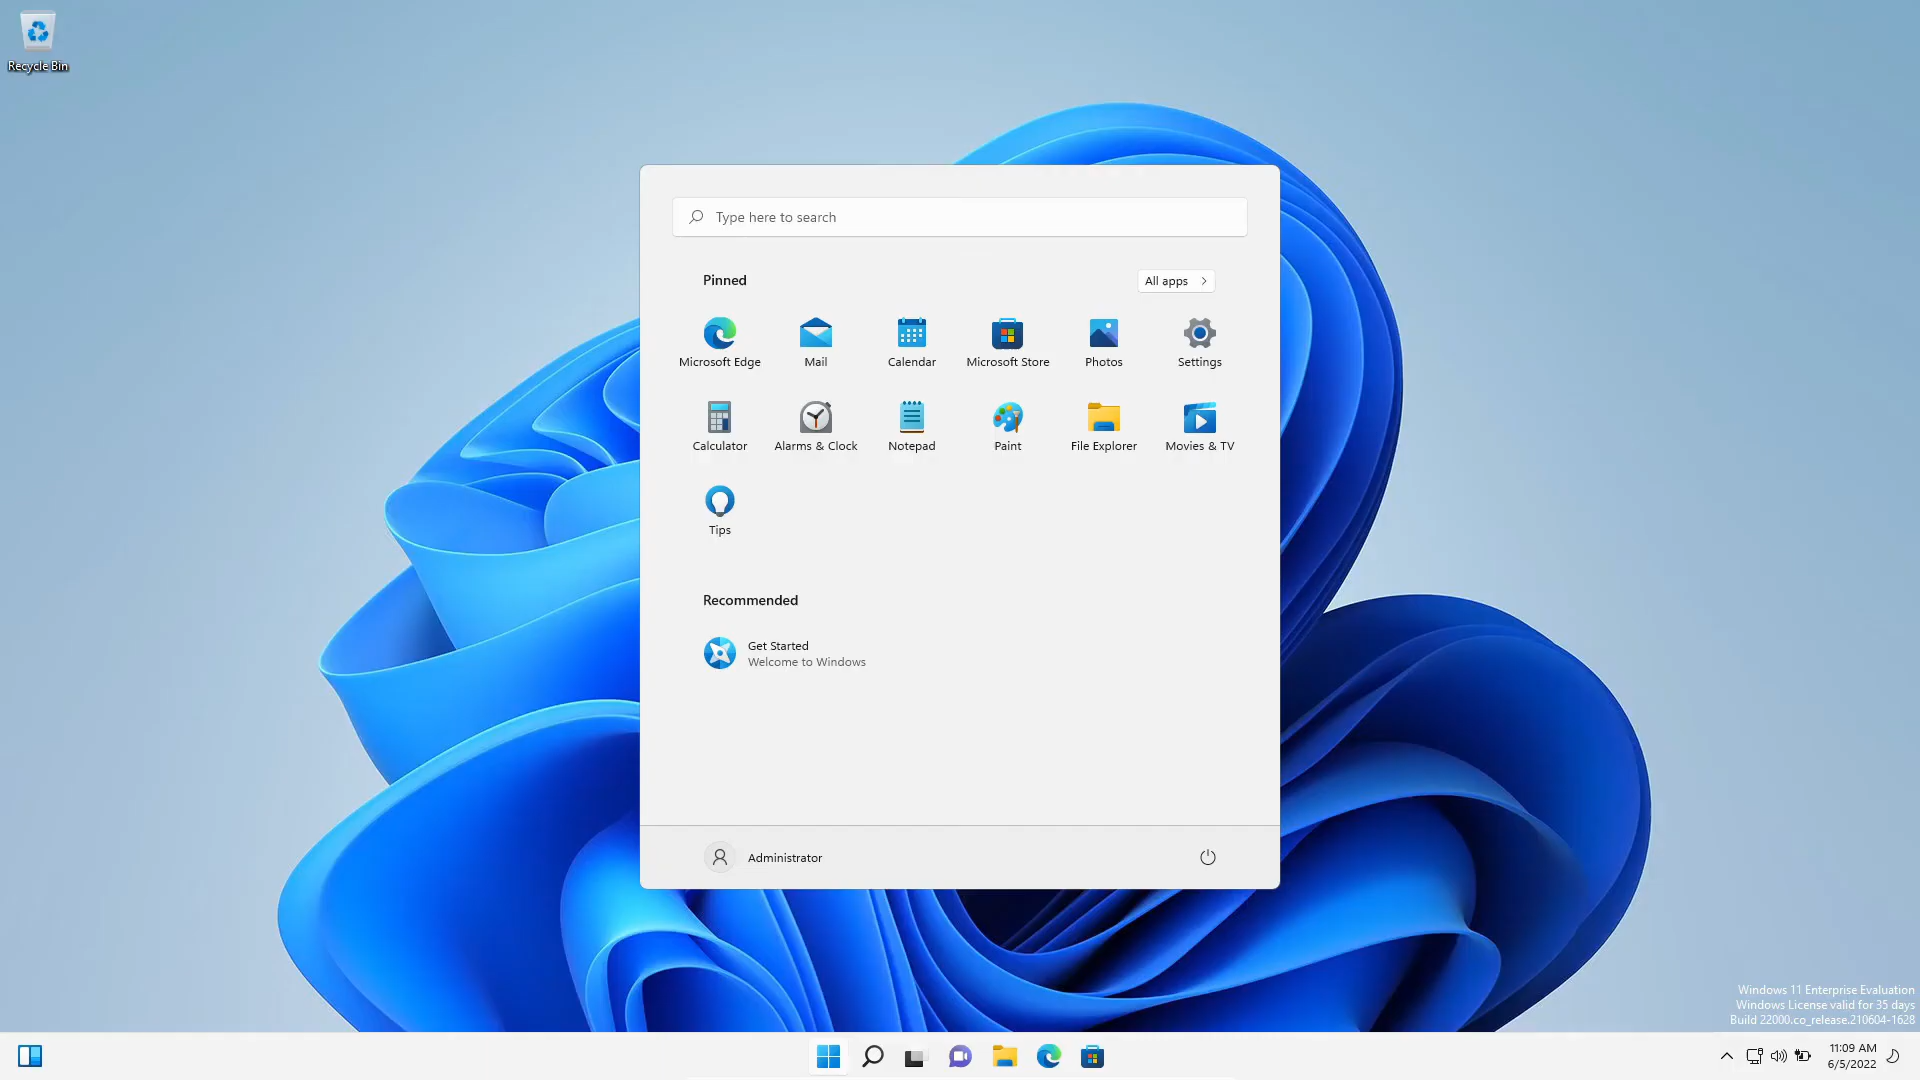 Recycle Bin
Type here to search
Pinned
All apps
Microsoft Edge
Mail
Calendar
Microsoft Store
Photos
Settings
Calculator
Alarms & Clock
Notepad
Paint
File Explorer
Movies & TV
Tips
Recommended
Get Started
Welcome to Windows
Administrator
Windows 11 Enterprise Evaluation
Windows License valid for 35 days
Build 22000.co_release.210604-1628
11:09 AM
6/5/2022